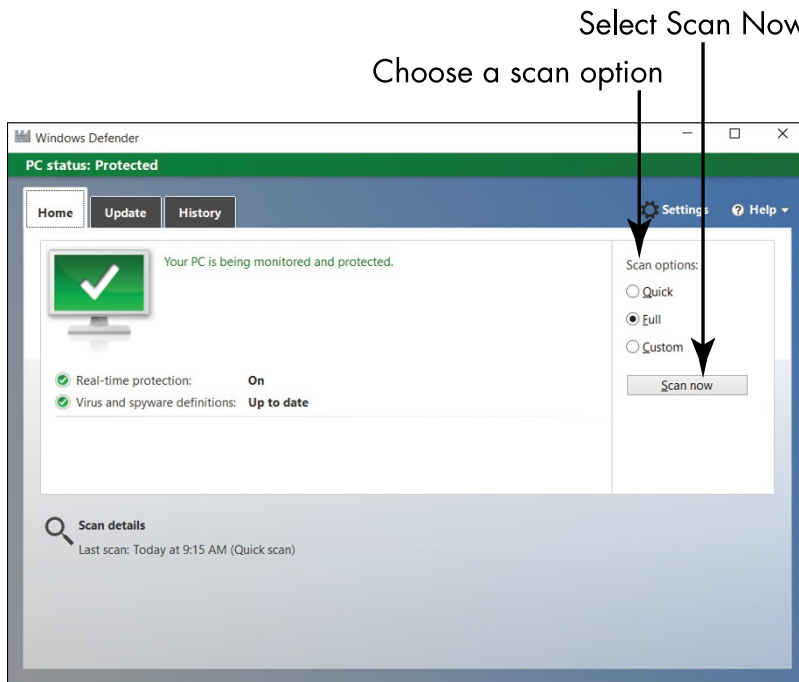 Select Scan Now
Choose a scan option
Windows Defender
PC status: Protected
Home Update History Settings Help
Your PC is being monitored and protected.
Scan options:
Quick
Full
Custom
Scan now
Real-time protection: On
Virus and spyware definitions: Up to date
Scan details
Last scan: Today at 9:15 AM (Quick scan)